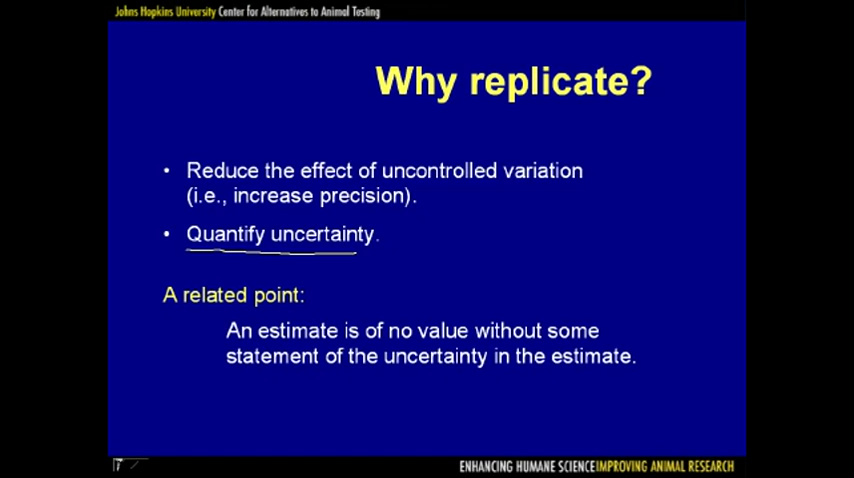 Johns Hopkins University Center for Alternatives to Animal Testing
Why replicate?
• Reduce the effect of uncontrolled variation
(i.e., increase precision).
• Quantify uncertainty.
A related point:
An estimate is of no value without some
statement of the uncertainty in the estimate.
7
ENHANCING HUMANE SCIENCE IMPROVING ANIMAL RESEARCH